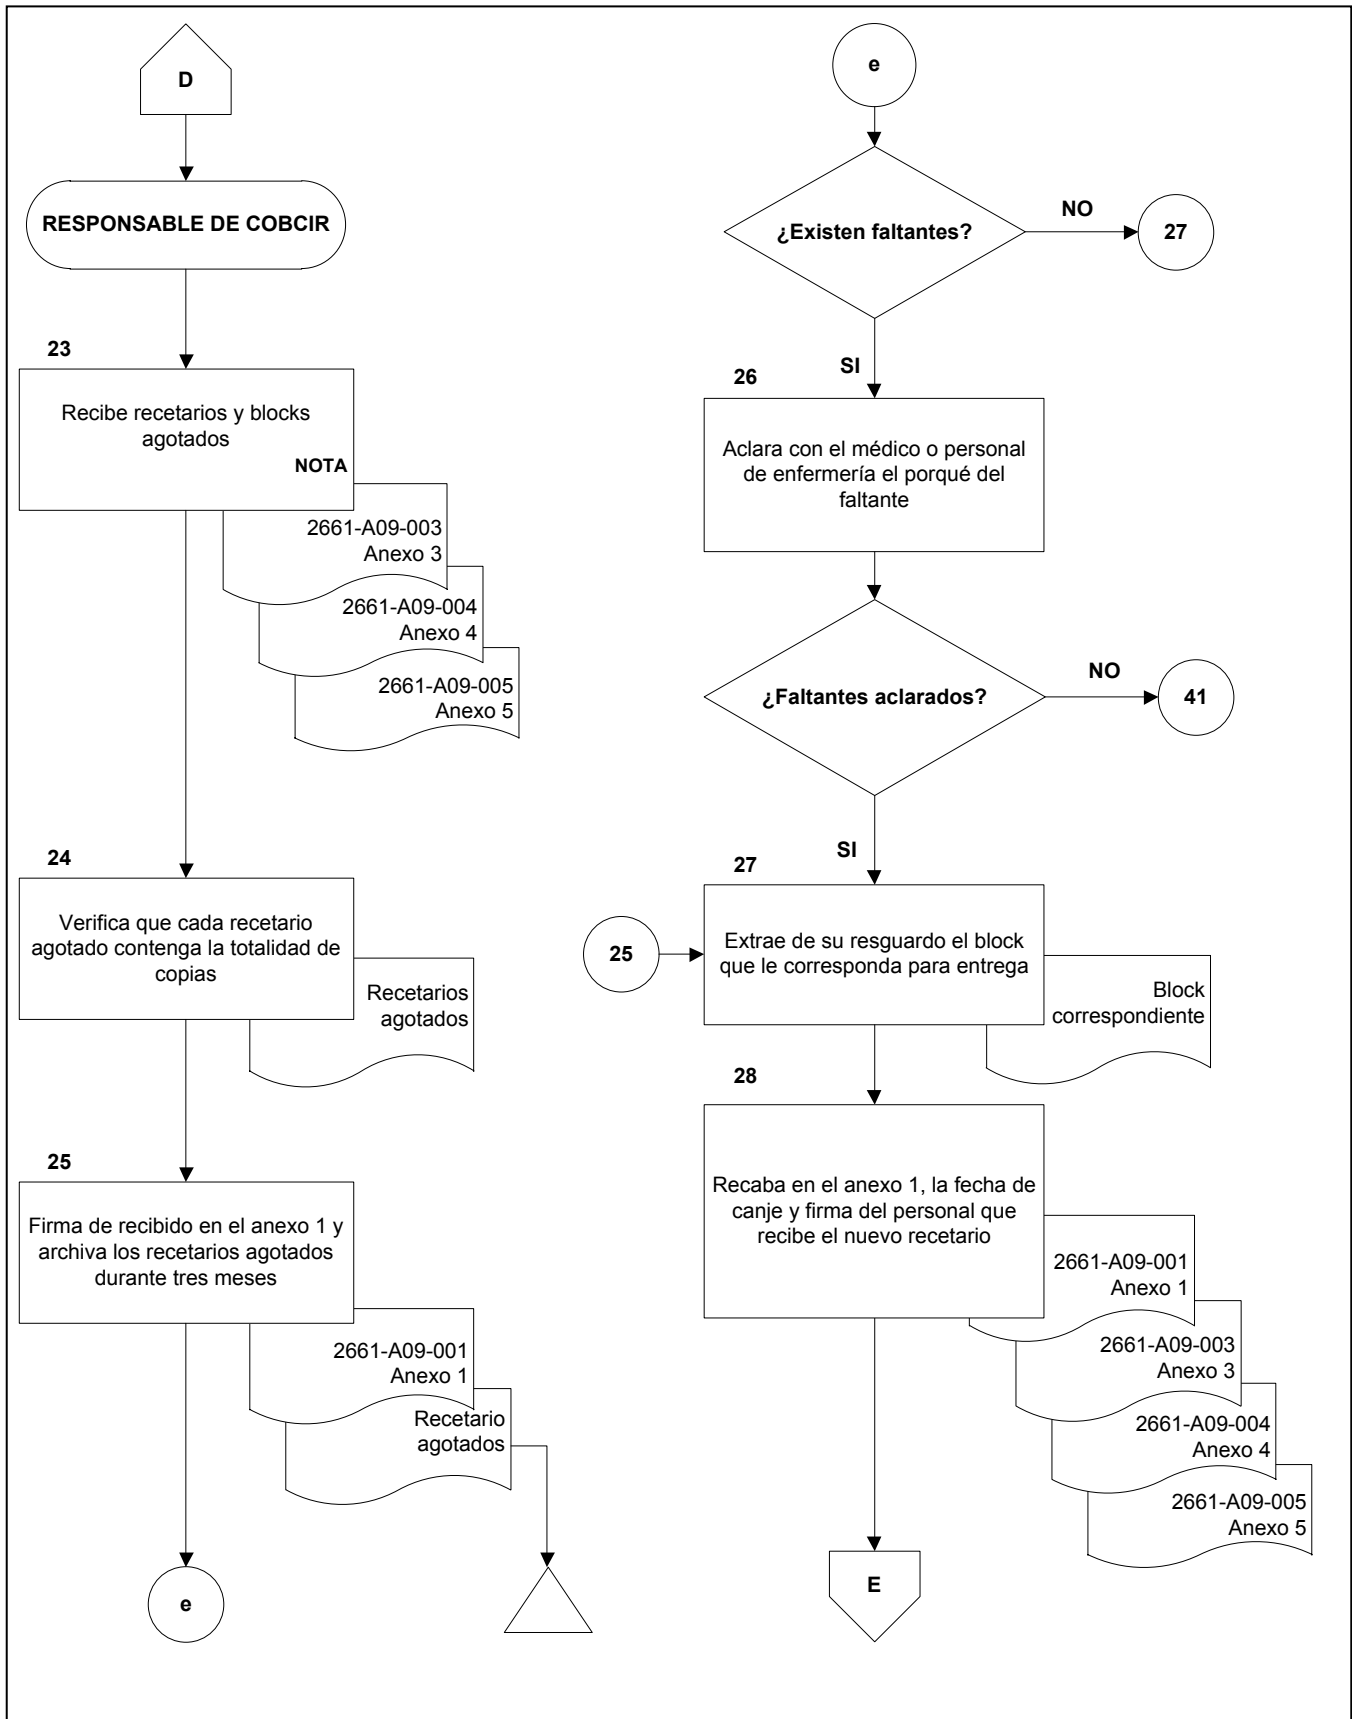 D
RESPONSABLE DE COBCIR
23
Recibe recetarios y blocks
agotados
NOTA
2661-A09-003
Anexo 3
2661-A09-004
Anexo 4
2661-A09-005
Anexo 5
24
Verifica que cada recetario
agotado contenga la totalidad de
copias
Recetarios
agotados
25
Firma de recibido en el anexo 1 y
archiva los recetarios agotados
durante tres meses
2661-A09-001
Anexo 1
Recetario
agotados
e
e
¿Existen faltantes?
NO
27
SI
26
Aclara con el médico o personal
de enfermería el porqué del
faltante
¿Faltantes aclarados?
NO
41
SI
27
25
Extrae de su resguardo el block
que le corresponda para entrega
Block
correspondiente
28
Recaba en el anexo 1, la fecha de
canje y firma del personal que
recibe el nuevo recetario
2661-A09-001
Anexo 1
2661-A09-003
Anexo 3
2661-A09-004
Anexo 4
2661-A09-005
Anexo 5
E